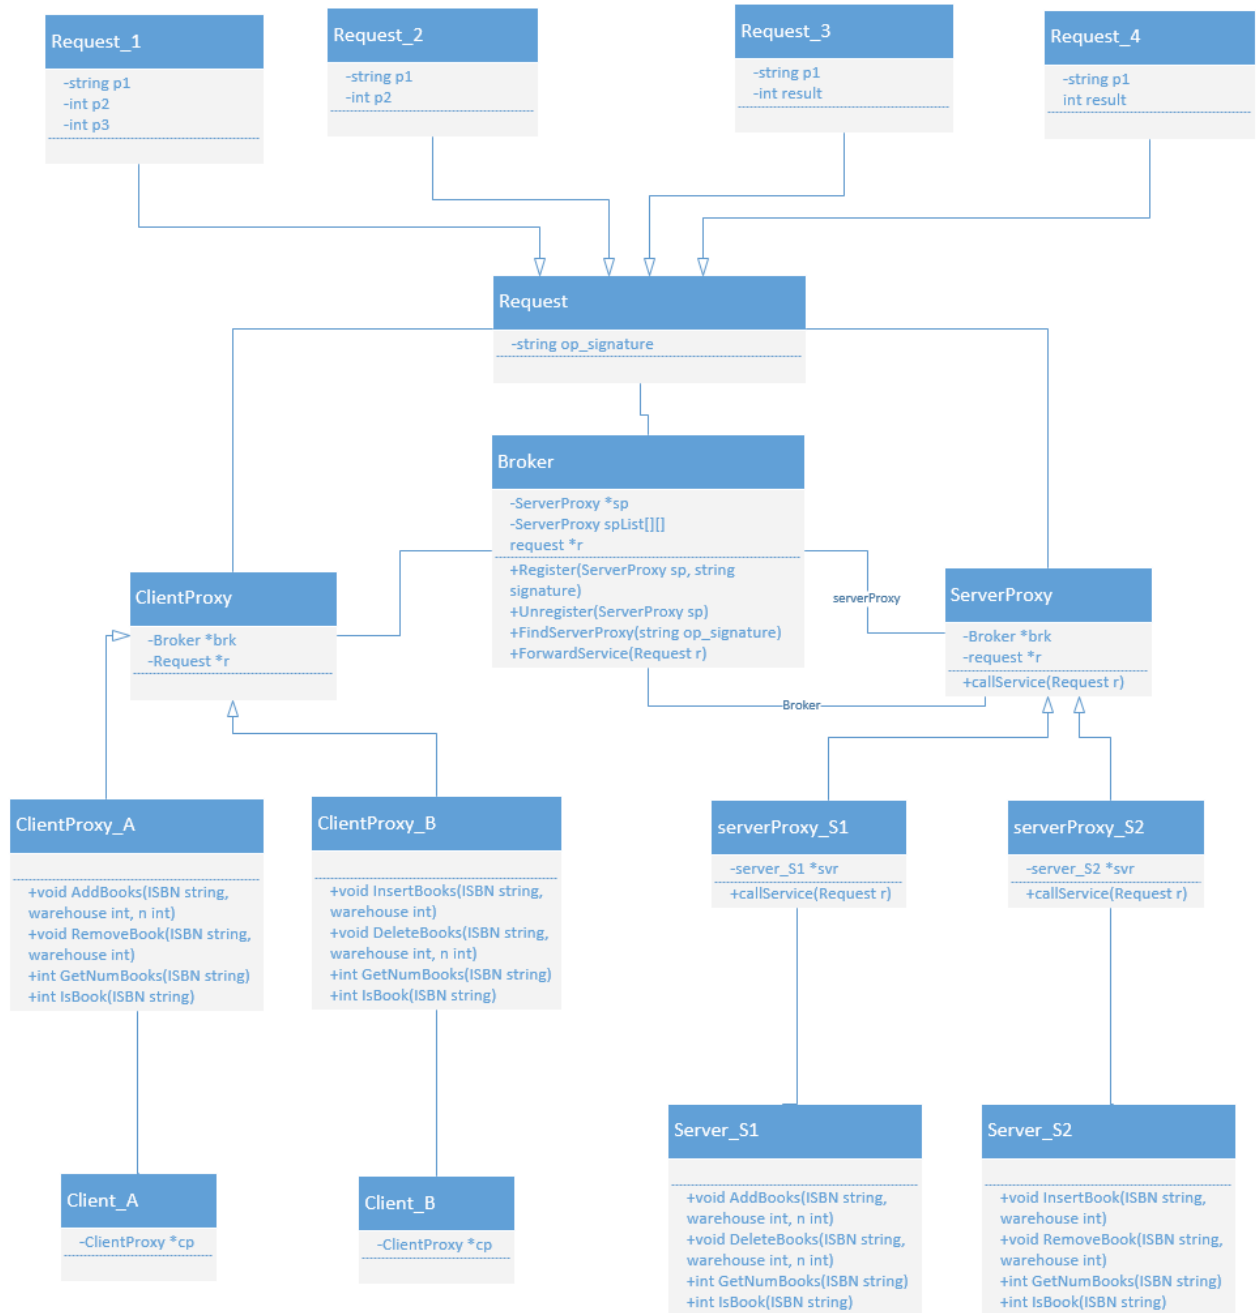 Request_1
-string p1
-int p2
-int p3
Request_2
-string p1
-int p2
Request_3
-string p1
-int result
Request_4
-string p1
int result
Request
-string op_signature
Broker
-ServerProxy *sp
-ServerProxy spList[][]
request *r
+Register(ServerProxy sp, string
signature)
+Unregister(ServerProxy sp)
+FindServerProxy(string op_signature)
+ForwardService(Request r)
ClientProxy
-Broker *brk
-Request *r
serverProxy
Broker
ServerProxy
-Broker *brk
-request *r
+callService(Request r)
ClientProxy_A
+void AddBooks(ISBN string,
warehouse int, n int)
+void RemoveBook(ISBN string,
warehouse int)
+int GetNumBooks(ISBN string)
+int IsBook(ISBN string)
ClientProxy_B
+void InsertBooks(ISBN string,
warehouse int)
+void DeleteBooks(ISBN string,
warehouse int, n int)
+int GetNumBooks(ISBN string)
+int IsBook(ISBN string)
serverProxy_S1
-server_S1 *svr
+callService(Request r)
serverProxy_S2
-server_S2 *svr
+callService(Request r)
Client_A
-ClientProxy *cp
Client_B
-ClientProxy *cp
Server_S1
+void AddBooks(ISBN string,
warehouse int, n int)
+void DeleteBooks(ISBN string,
warehouse int, n int)
+int GetNumBooks(ISBN string)
+int IsBook(ISBN string)
Server_S2
+void InsertBook(ISBN string,
warehouse int)
+void RemoveBook(ISBN string,
warehouse int)
+int GetNumBooks(ISBN string)
+int IsBook(ISBN string)